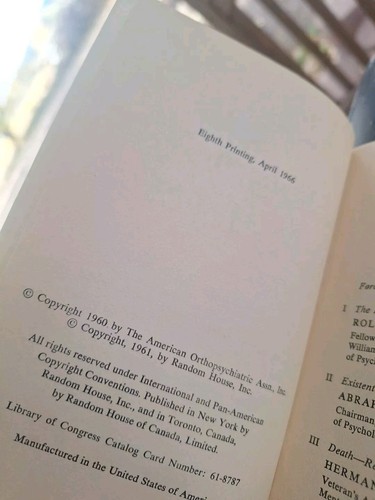 Eighth Printing, April 1966
© Copyright 1960 by The American Orthopsychiatric Assn., Inc.
© Copyright, 1961, by Random House, Inc.
All rights reserved under International and Pan-American
Copyright Conventions. Published in New York by
Random House, Inc., and in Toronto, Canada,
by Random House of Canada, Limited.
Library of Congress Catalog Card Number: 61-8787
Manufactured in the United States of
I The
ROL
Fellow
William
of Psych
II Existent
ABRAH
Chairman
of Psychol
III Death—Re
HERMAN
Veteran's A